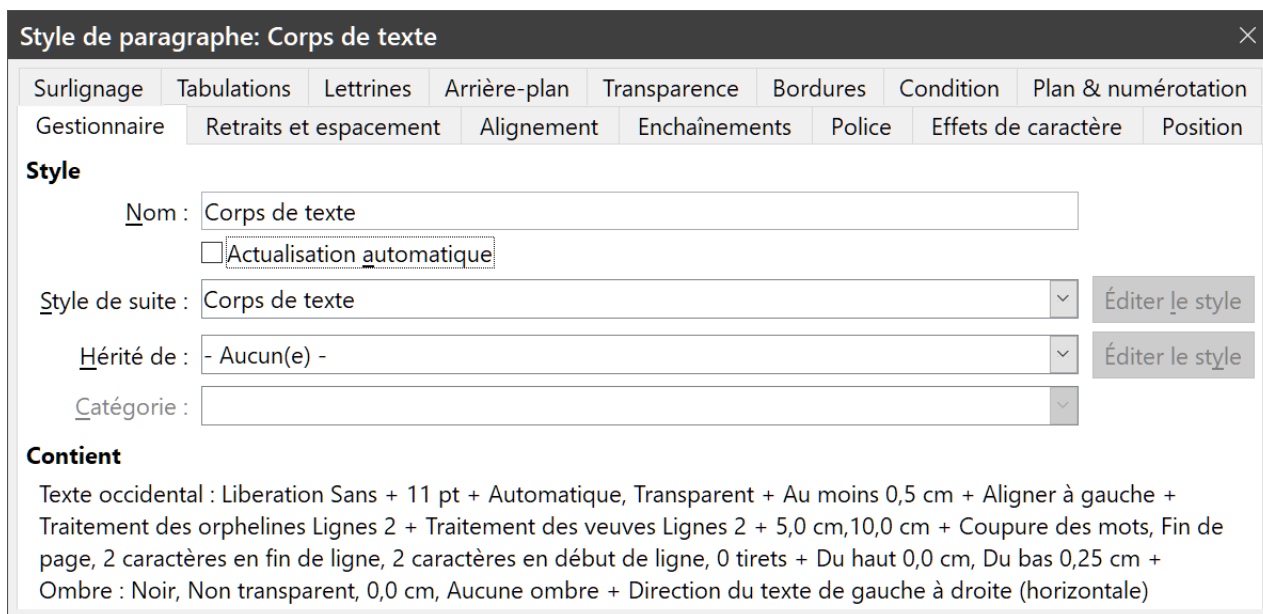 Style de paragraphe: Corps de texte
Surlignage Tabulations Lettrines Arrière-plan Transparence Bordures Condition Plan & numérotation
Gestionnaire Retraits et espacement Alignement Enchaînements Police Effets de caractère Position
Style
Nom : Corps de texte
Actualisation automatique
Style de suite : Corps de texte Éditer le style
Hérité de : - Aucun(e) - Éditer le style
Catégorie :
Contient
Texte occidental : Liberation Sans + 11 pt + Automatique, Transparent + Au moins 0,5 cm + Aligner à gauche +
Traitement des orphelines Lignes 2 + Traitement des veuves Lignes 2 + 5,0 cm,10,0 cm + Coupure des mots, Fin de
page, 2 caractères en fin de ligne, 2 caractères en début de ligne, 0 tirets + Du haut 0,0 cm, Du bas 0,25 cm +
Ombre : Noir, Non transparent, 0,0 cm, Aucune ombre + Direction du texte de gauche à droite (horizontale)